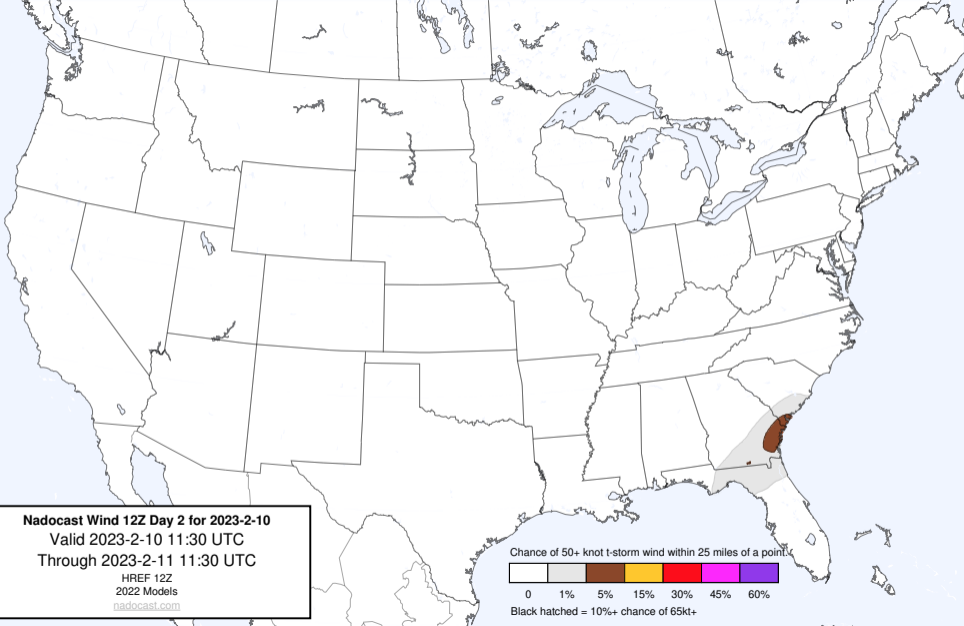 Nadocast Wind 12Z Day 2 for 2023-2-10
Valid 2023-2-10 11:30 UTC
Through 2023-2-11 11:30 UTC
HREF 12Z
2022 Models
nadocast.com
Chance of 50+ knot t-storm wind within 25 miles of a point.
0 1% 5% 15% 30% 45% 60%
Black hatched = 10%+ chance of 65kt+